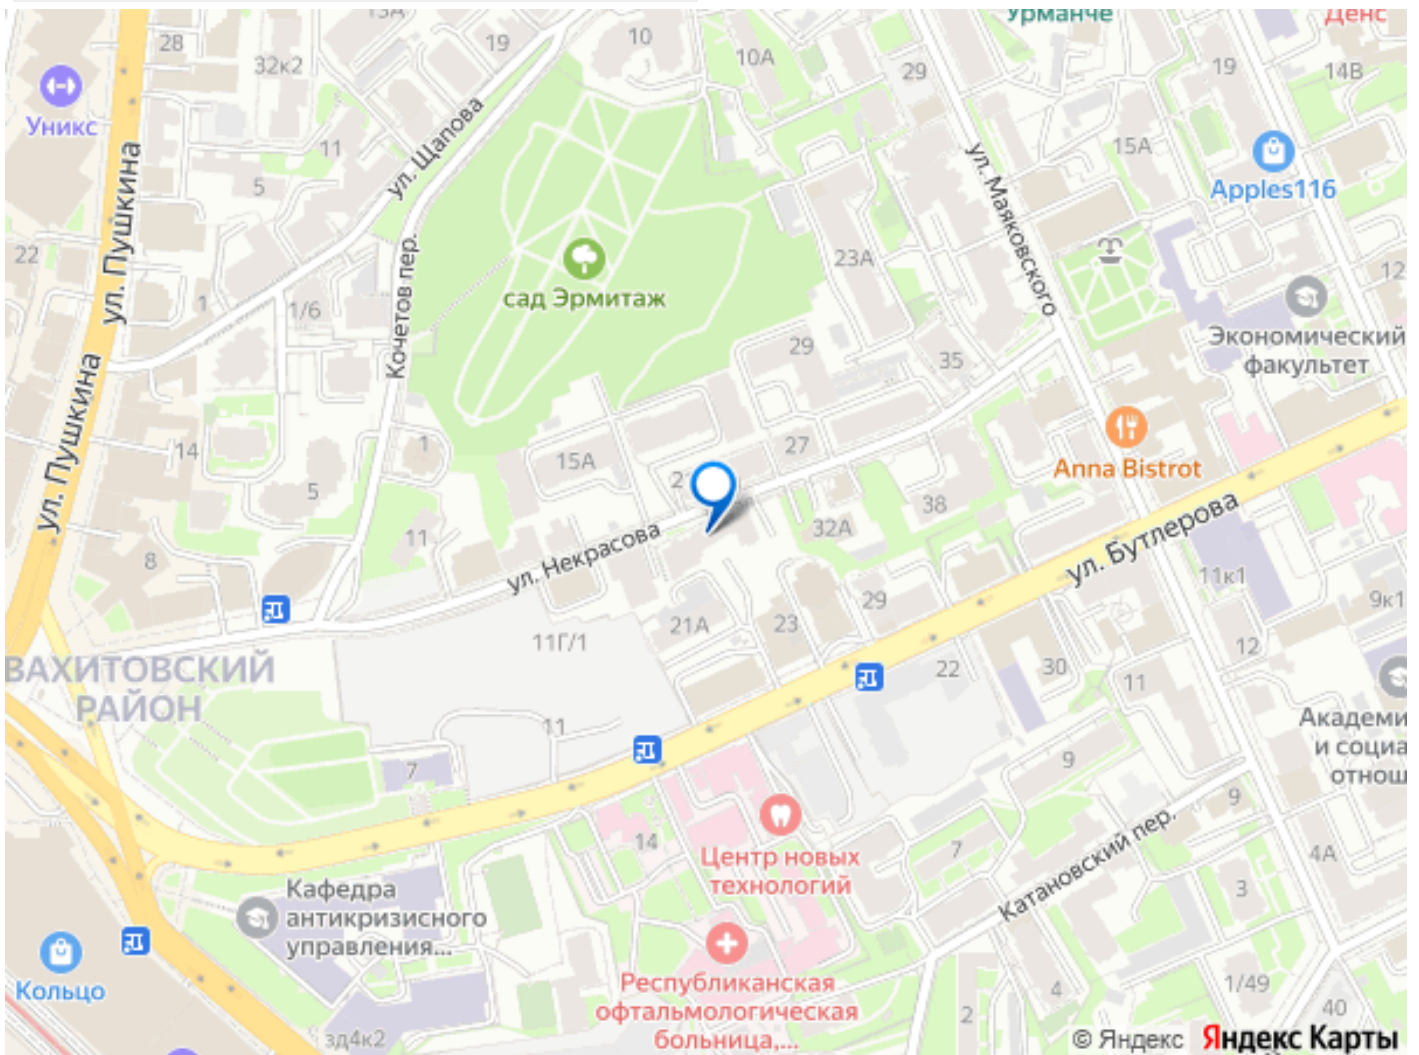 13А
28
32к2
19
10
10А
29
Урманче
19
Денс
14В
Уникс
ул. Пушкина
11
5
ул. Щапова
ул. Маяковского
15А
Apples116
22
1
1/6
Кочетов пер.
сад Эрмитаж
23А
12
Экономический
факультет
ул. Пушкина
14
5
1
15А
29
35
27
2
Anna Bistrot
8
11
ул. Некрасова
32А
38
ул. Бутлерова
11к1
9к1
ВАХИТОВСКИЙ
РАЙОН
11Г/1
21А
23
29
22
30
11
12
Академи
и социа
отнош
11
7
9
9
14
Центр новых
технологий
7
Катановский пер.
4А
3
Кафедра
антикризисного
управления...
Кольцо
Республиканская
офтальмологическая
больница,...
зд4к2
2
4
1/49
40
© Яндекс Яндекс Карты